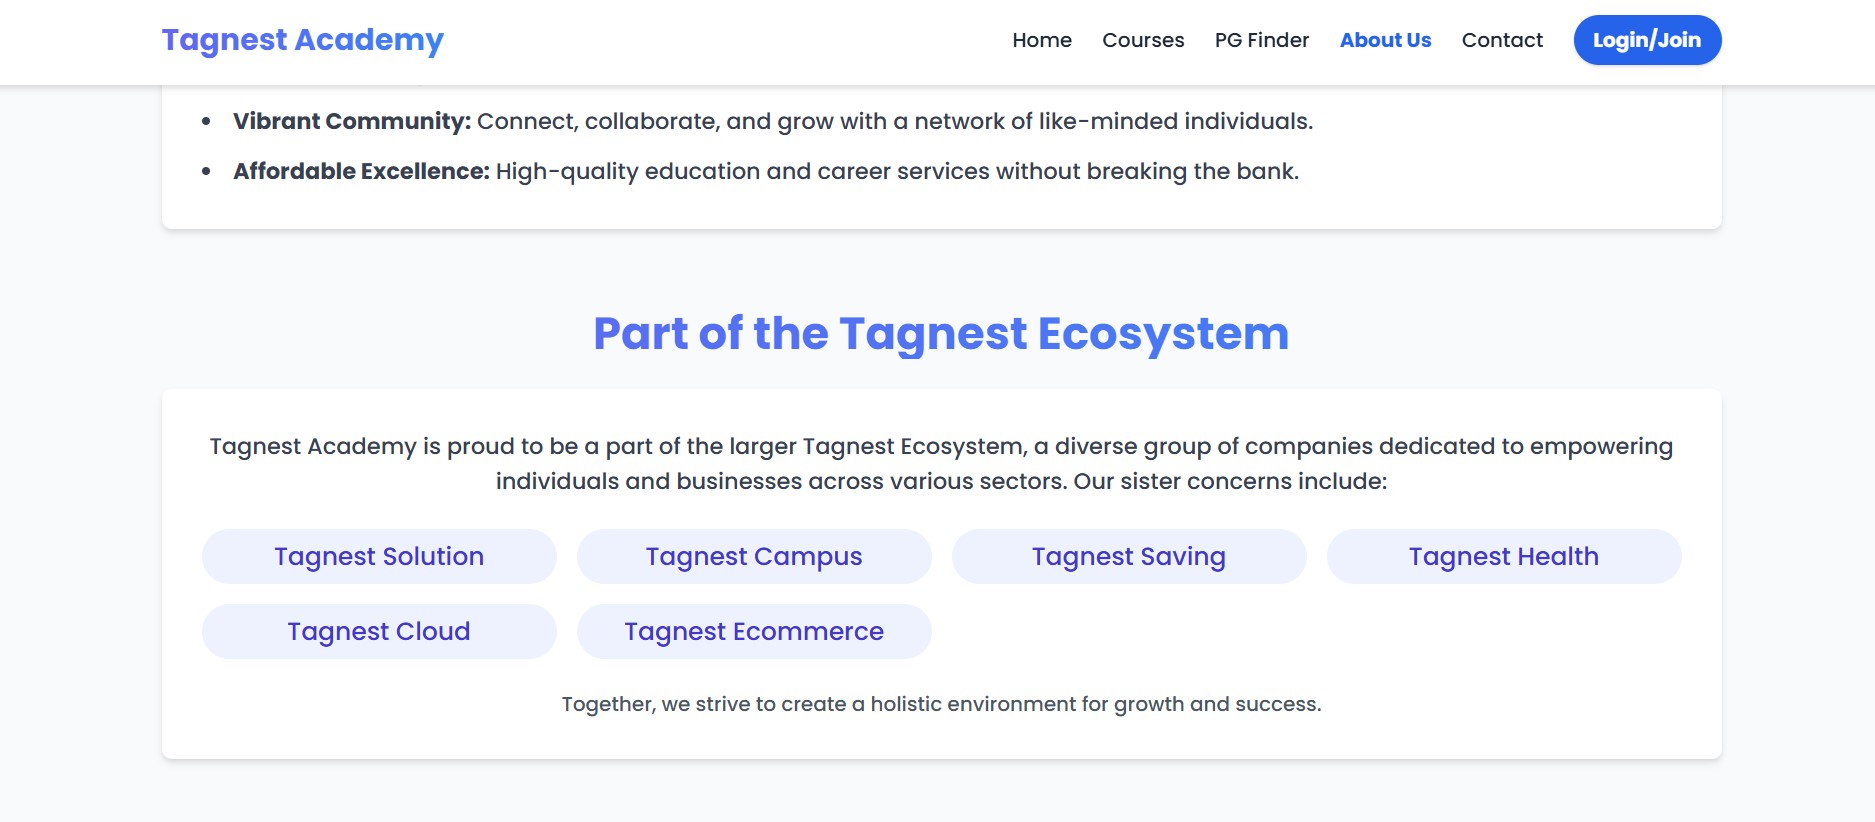 Tagnest Academy
Home
Courses
PG Finder
About Us
Contact
Login/Join
Vibrant Community: Connect, collaborate, and grow with a network of like-minded individuals.
Affordable Excellence: High-quality education and career services without breaking the bank.
Part of the Tagnest Ecosystem
Tagnest Academy is proud to be a part of the larger Tagnest Ecosystem, a diverse group of companies dedicated to empowering
individuals and businesses across various sectors. Our sister concerns include:
Tagnest Solution
Tagnest Campus
Tagnest Saving
Tagnest Health
Tagnest Cloud
Tagnest Ecommerce
Together, we strive to create a holistic environment for growth and success.